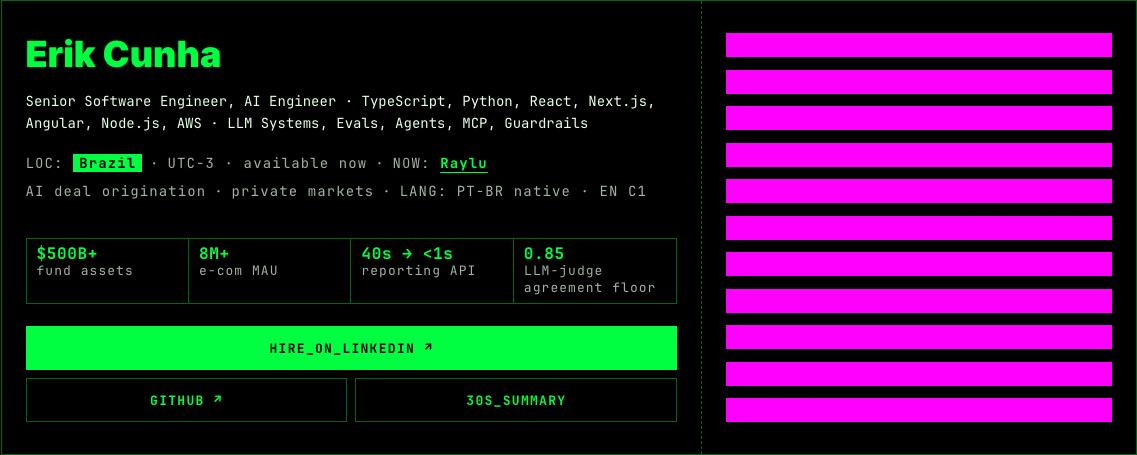 Erik Cunha
Senior Software Engineer, AI Engineer · TypeScript, Python, React, Next.js,
Angular, Node.js, AWS · LLM Systems, Evals, Agents, MCP, Guardrails
LOC: Brazil · UTC-3 · available now · NOW: Raylu
AI deal origination · private markets · LANG: PT-BR native · EN C1
$500B+
fund assets
8M+
e-com MAU
40s → <1s
reporting API
0.85
LLM-judge
agreement floor
HIRE_ON_LINKEDIN ↗
GITHUB ↗
30S_SUMMARY